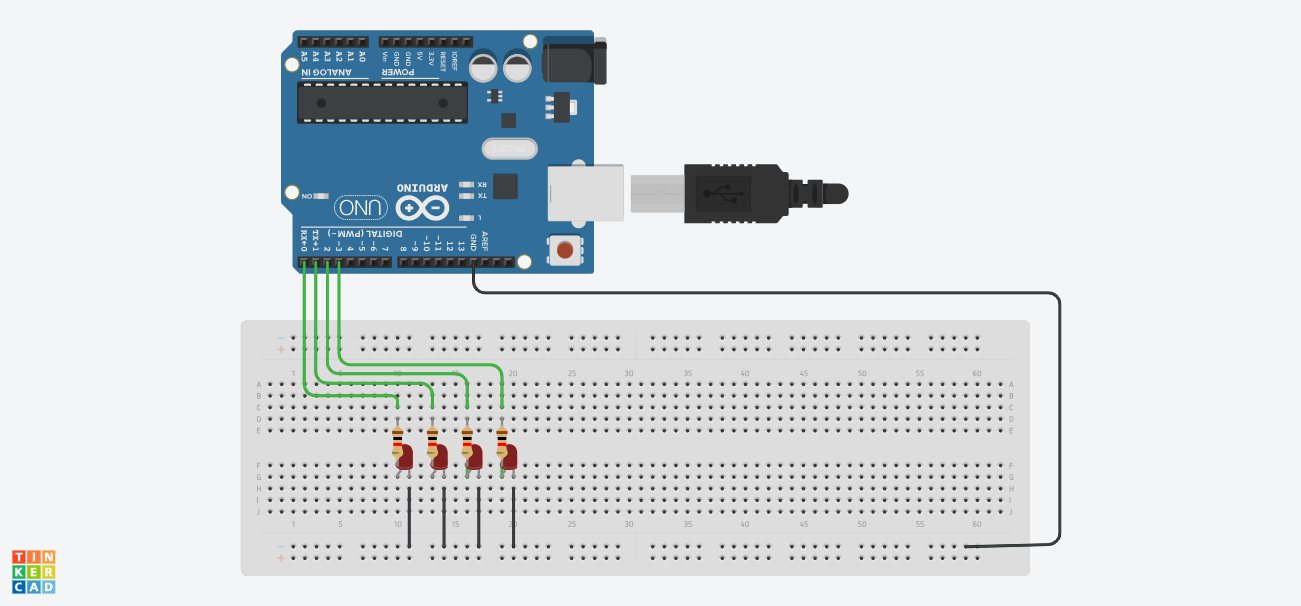 A5 A4 A3 A2 A1 A0 Vin GND GND 5V 3.3V RESET IOREF
ANALOG IN POWER
RX
TX
ON
ARDUINO
UNO
L
DIGITAL (PWM~)
RX←0 TX→1 2 ~3 4 ~5 ~6 7 8 ~9 ~10 ~11 12 13 GND AREF
1 5 10 15 20 25 30 35 40 45 50 55 60
A A
B B
C C
D D
E E
F F
G G
H H
I I
J J
1 5 10 15 20 25 30 35 40 45 50 55 60
TIN
KER
CAD